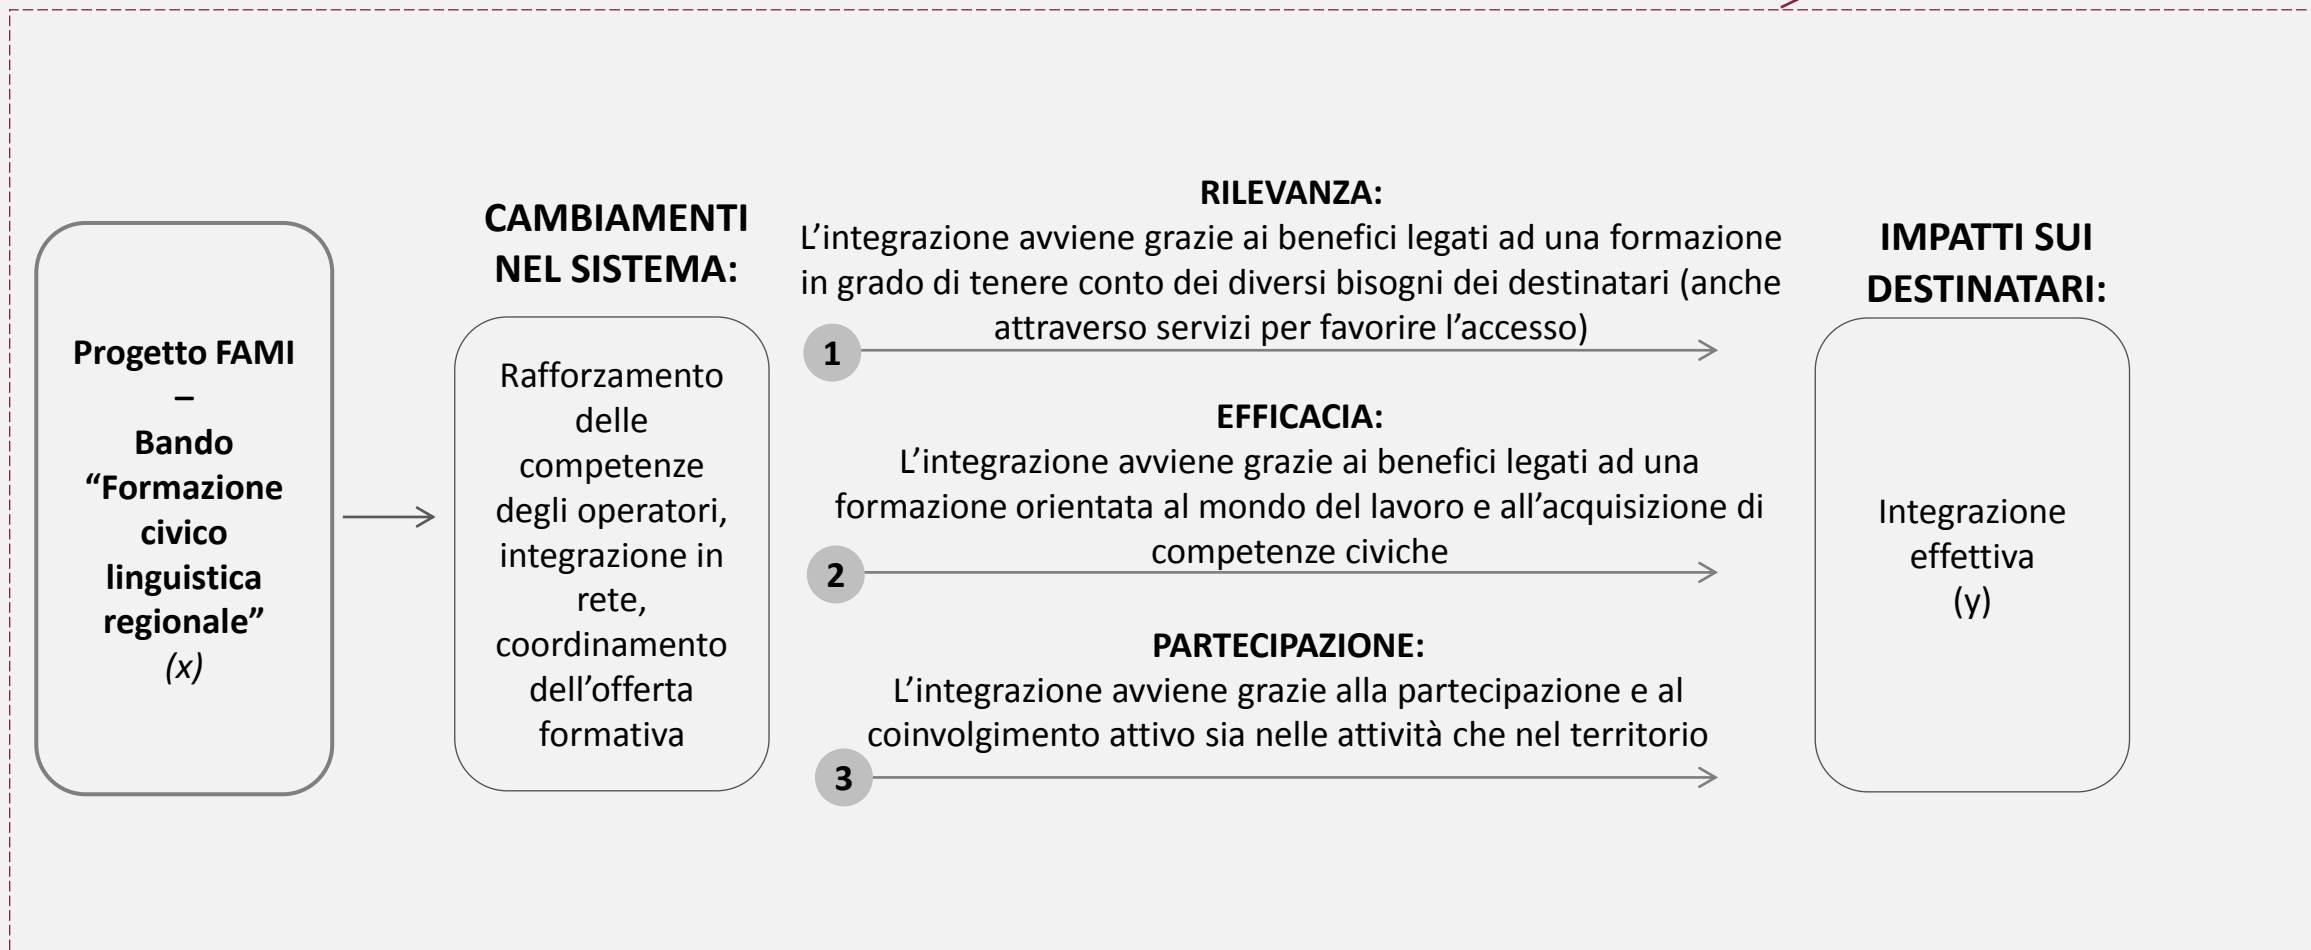 Progetto FAMI
–
Bando
“Formazione
civico
linguistica
regionale”
(x)
CAMBIAMENTI
NEL SISTEMA:
Rafforzamento
delle
competenze
degli operatori,
integrazione in
rete,
coordinamento
dell’offerta
formativa
RILEVANZA:
L’integrazione avviene grazie ai benefici legati ad una formazione
in grado di tenere conto dei diversi bisogni dei destinatari (anche
attraverso servizi per favorire l’accesso)
1
EFFICACIA:
L’integrazione avviene grazie ai benefici legati ad una
formazione orientata al mondo del lavoro e all’acquisizione di
competenze civiche
2
PARTECIPAZIONE:
L’integrazione avviene grazie alla partecipazione e al
coinvolgimento attivo sia nelle attività che nel territorio
3
IMPATTI SUI
DESTINATARI:
Integrazione
effettiva
(y)